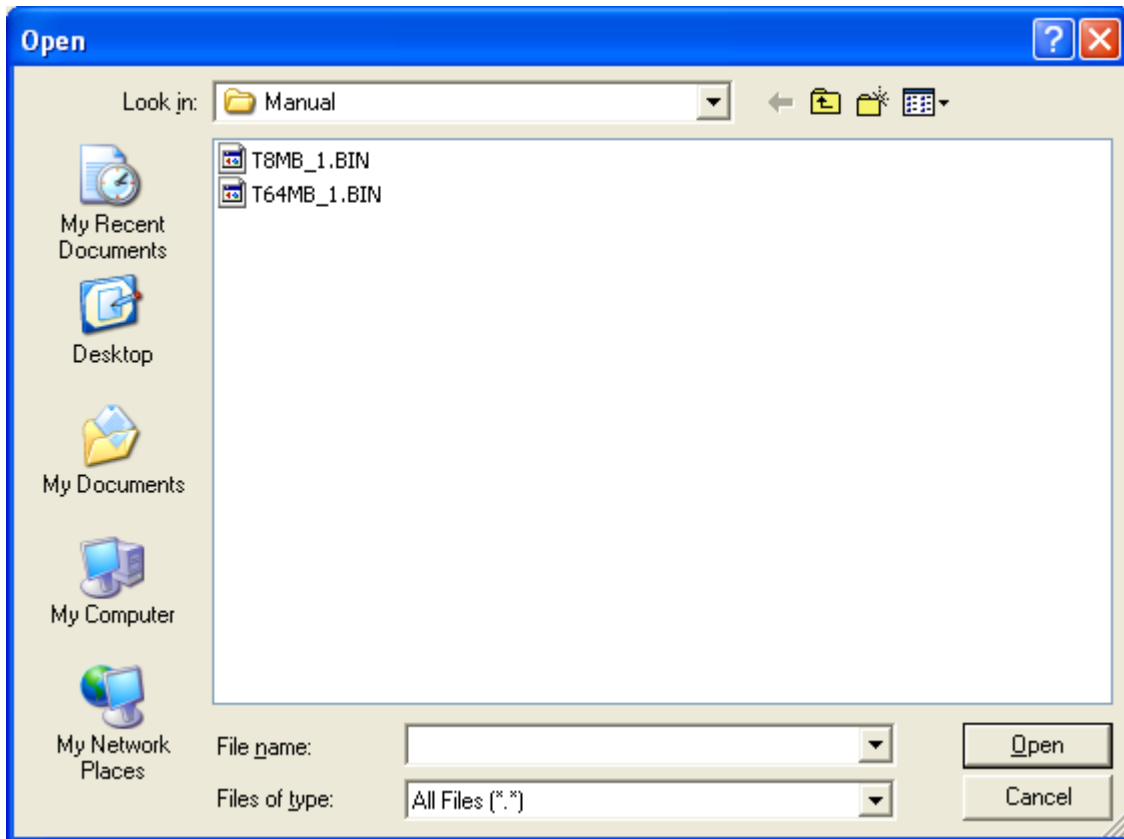 Open
Look in:
Manual
T8MB_1.BIN
T64MB_1.BIN
My Recent
Documents
Desktop
My Documents
My Computer
My Network
Places
File name:
Open
Files of type:
All Files (*.*)
Cancel